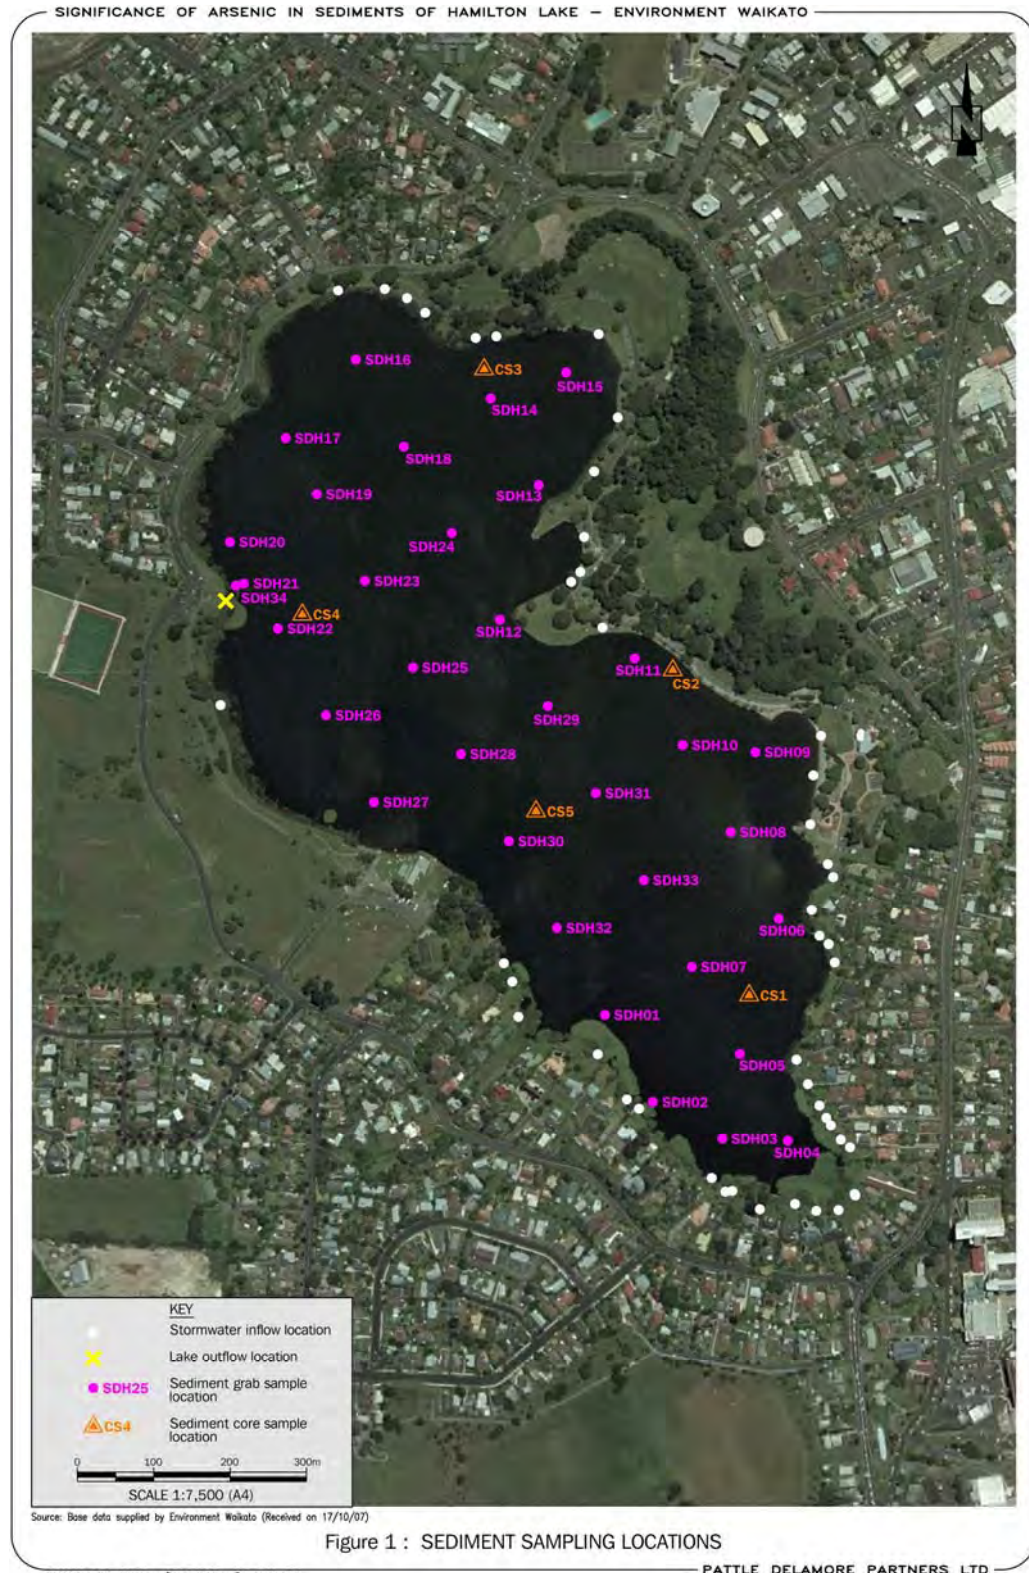 SIGNIFICANCE OF ARSENIC IN SEDIMENTS OF HAMILTON LAKE – ENVIRONMENT WAIKATO
N
SDH16
CS3
SDH15
SDH14
SDH17
SDH18
SDH13
SDH19
SDH24
SDH20
SDH23
SDH21
SDH34
CS4
SDH12
SDH22
SDH11
SDH25
CS2
SDH29
SDH26
SDH10
SDH09
SDH28
SDH31
SDH27
CS5
SDH08
SDH30
SDH33
SDH06
SDH32
SDH07
CS1
SDH01
SDH05
SDH02
SDH03
SDH04
KEY
Stormwater inflow location
Lake outflow location
SDH25 Sediment grab sample
location
CS4 Sediment core sample
location
0 100 200 300m
SCALE 1:7,500 (A4)
Source: Base data supplied by Environment Waikato (Received on 17/10/07)
Figure 1 : SEDIMENT SAMPLING LOCATIONS
PATTLE DELAMORE PARTNERS LTD